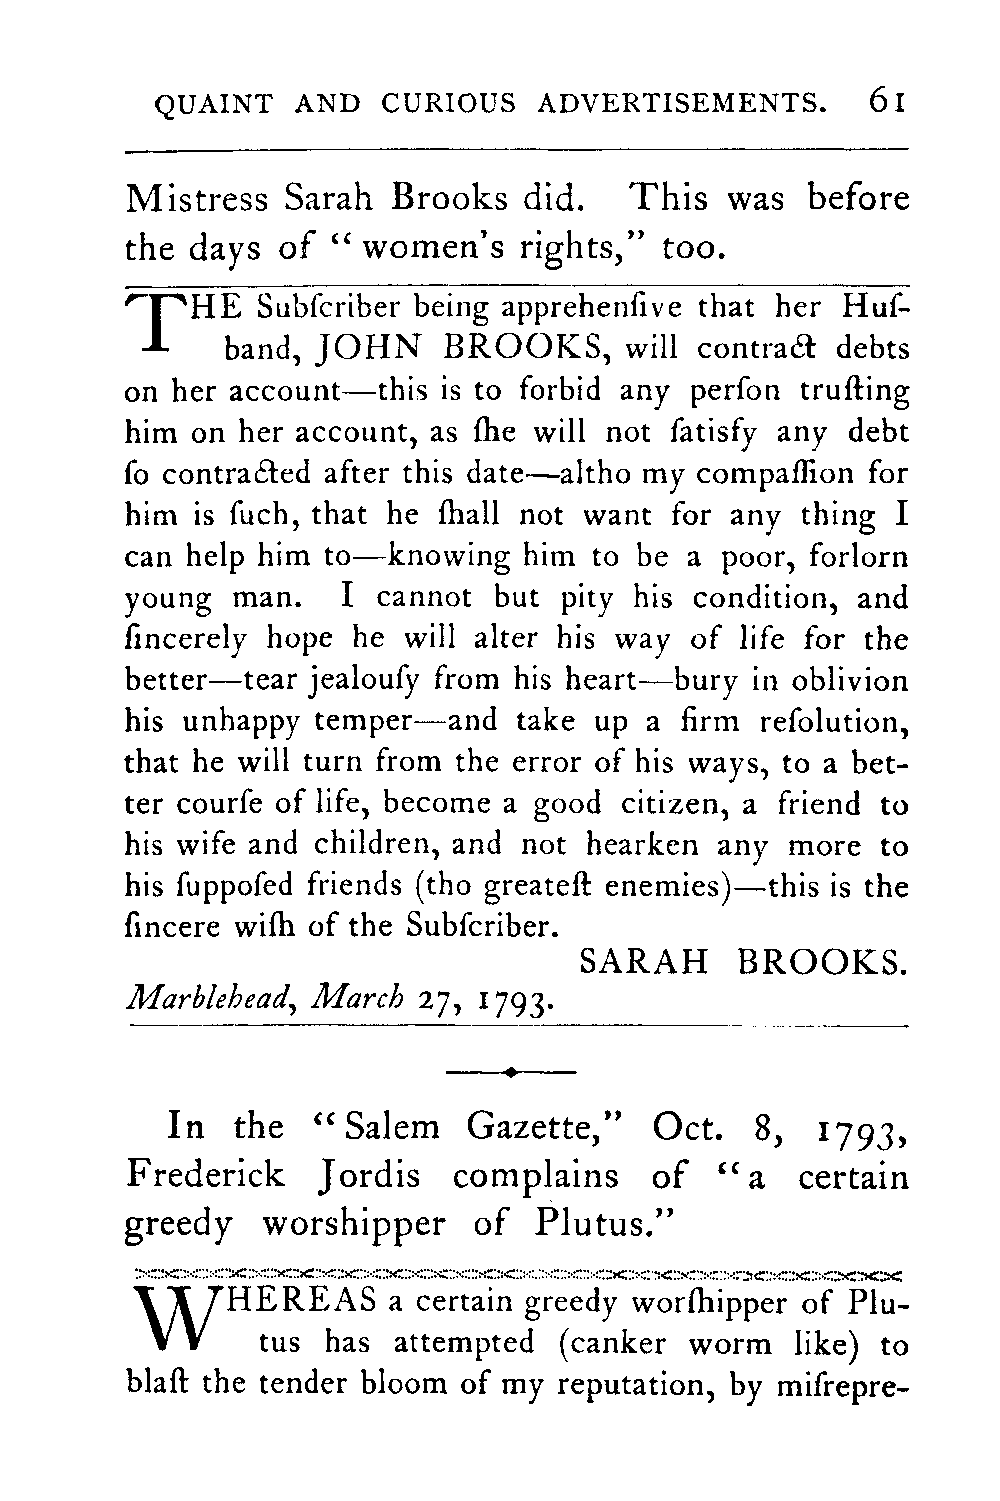 QUAINT AND CURIOUS ADVERTISEMENTS. 61
Mistress Sarah Brooks did. This was before
the days of “ women’s rights,” too.
THE Subſcriber being apprehenſive that her Huſ-
band, JOHN BROOKS, will contract debts
on her account—this is to forbid any perſon truſting
him on her account, as ſhe will not ſatisfy any debt
ſo contracted after this date—altho my compaſſion for
him is ſuch, that he ſhall not want for any thing I
can help him to—knowing him to be a poor, forlorn
young man. I cannot but pity his condition, and
ſincerely hope he will alter his way of life for the
better—tear jealouſy from his heart—bury in oblivion
his unhappy temper—and take up a firm reſolution,
that he will turn from the error of his ways, to a bet-
ter courſe of life, become a good citizen, a friend to
his wife and children, and not hearken any more to
his ſuppoſed friends (tho greateſt enemies)—this is the
ſincere wiſh of the Subſcriber.
SARAH BROOKS.
Marblehead, March 27, 1793.
In the “ Salem Gazette,” Oct. 8, 1793,
Frederick Jordis complains of “ a certain
greedy worshipper of Plutus.”
WHEREAS a certain greedy worſhipper of Plu-
tus has attempted (canker worm like) to
blaſt the tender bloom of my reputation, by miſrepre-